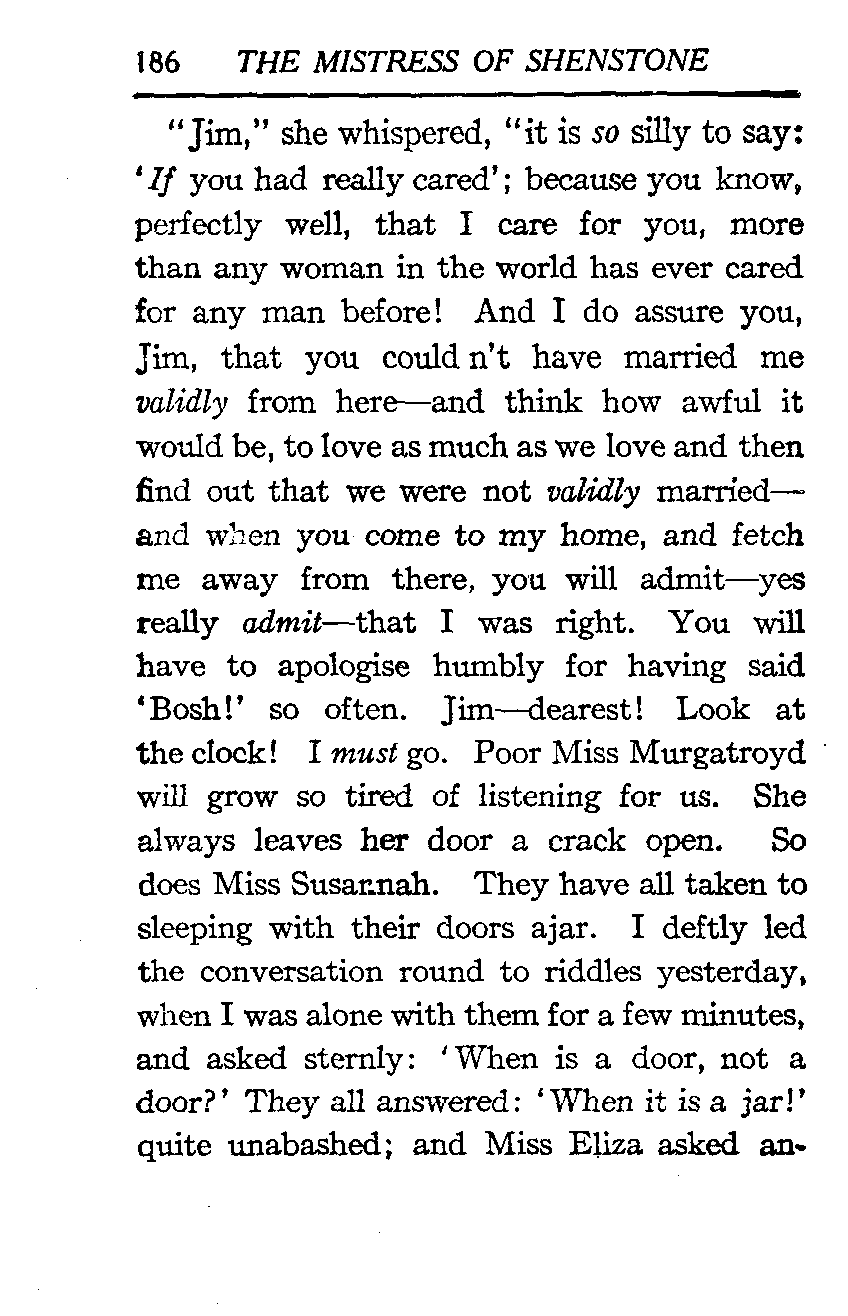 186 THE MISTRESS OF SHENSTONE
"Jim," she whispered, "it is so silly to say:
'If you had really cared'; because you know,
perfectly well, that I care for you, more
than any woman in the world has ever cared
for any man before! And I do assure you,
Jim, that you could n't have married me
validly from here—and think how awful it
would be, to love as much as we love and then
find out that we were not validly married—
and when you come to my home, and fetch
me away from there, you will admit—yes
really admit—that I was right. You will
have to apologise humbly for having said
'Bosh!' so often. Jim—dearest! Look at
the clock! I must go. Poor Miss Murgatroyd
will grow so tired of listening for us. She
always leaves her door a crack open. So
does Miss Susannah. They have all taken to
sleeping with their doors ajar. I deftly led
the conversation round to riddles yesterday,
when I was alone with them for a few minutes,
and asked sternly: 'When is a door, not a
door?' They all answered: 'When it is a jar!'
quite unabashed; and Miss Eliza asked an-